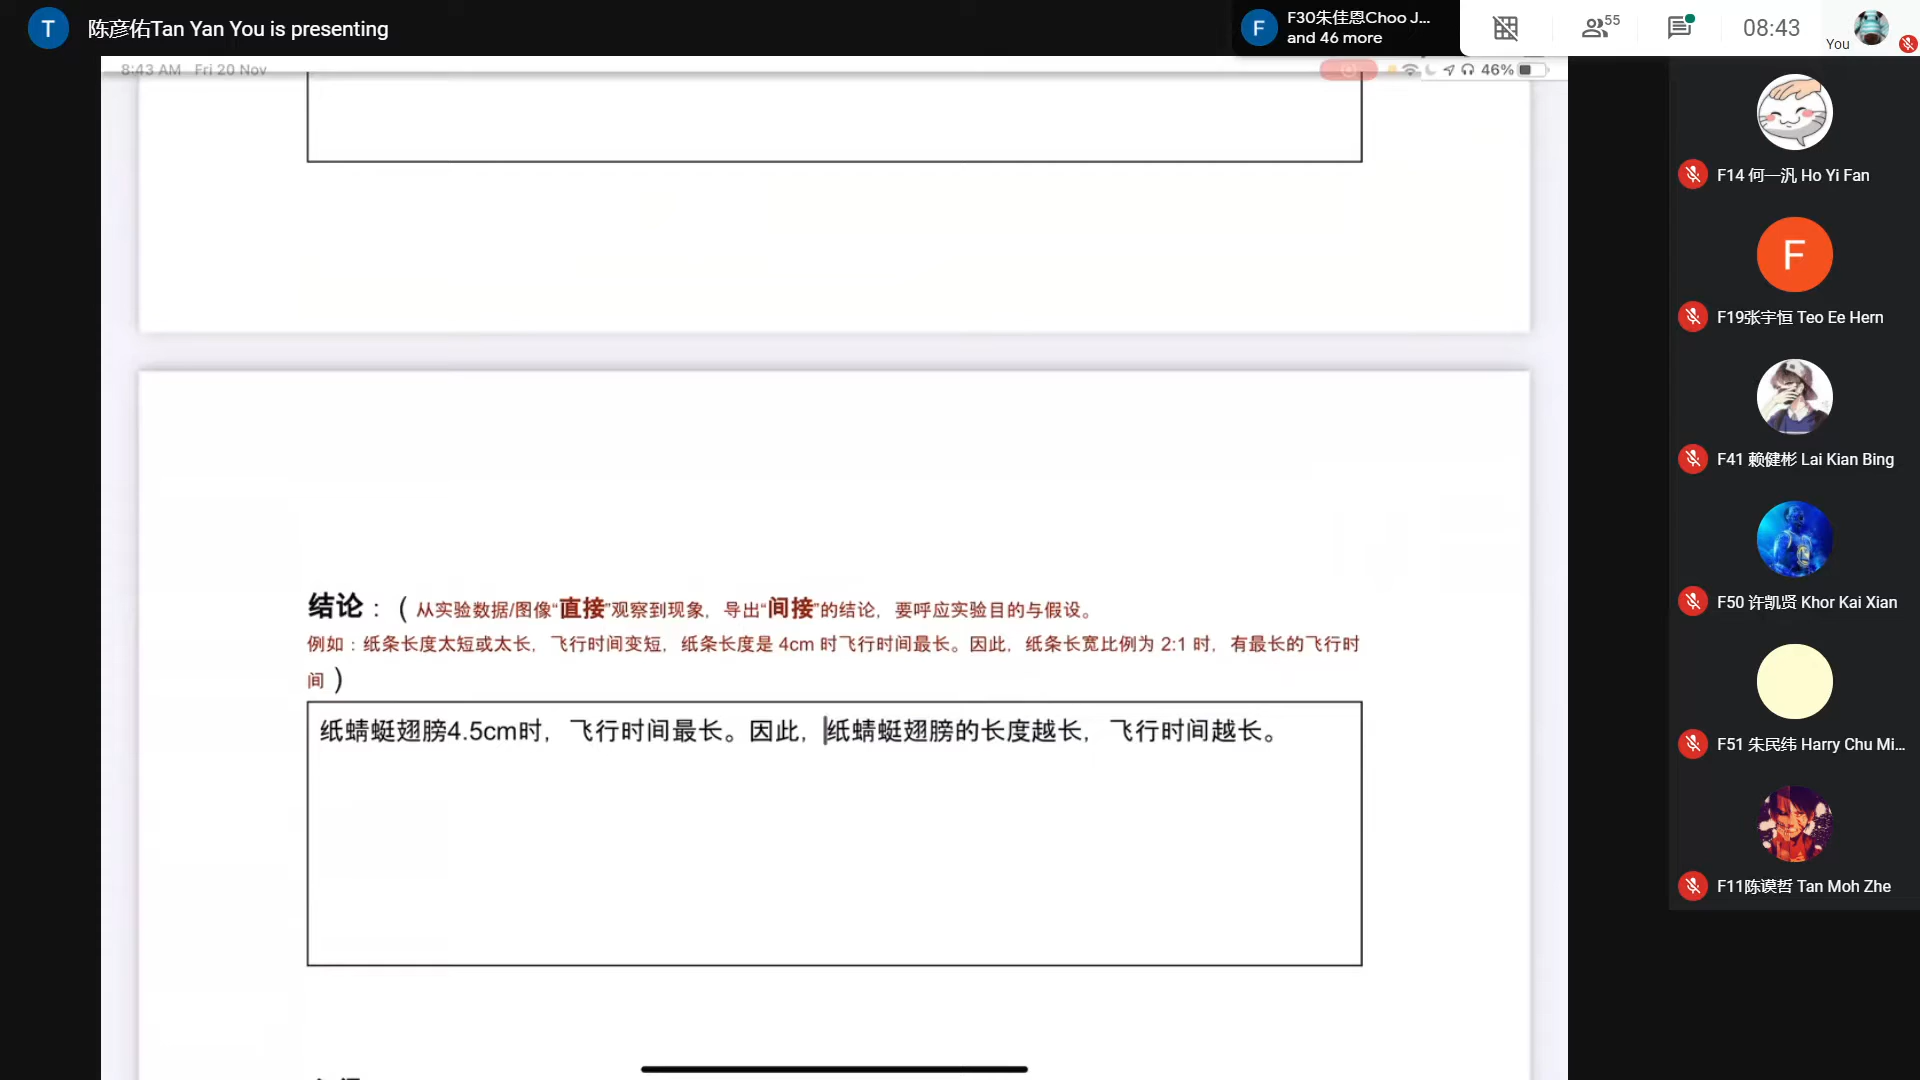 T
陈彦佑Tan Yan You is presenting
F
F30朱佳恩Choo J...
and 46 more
55
08:43
You
8:43 AM Fri 20 Nov
46%
F14 何一汎 Ho Yi Fan
F
F19张宇恒 Teo Ee Hern
F41 赖健彬 Lai Kian Bing
F50 许凯贤 Khor Kai Xian
F51 朱民纬 Harry Chu Mi...
F11陈谟哲 Tan Moh Zhe
结论：（从实验数据/图像“直接”观察到现象，导出“间接”的结论，要呼应实验目的与假设。
例如：纸条长度太短或太长，飞行时间变短，纸条长度是 4cm 时飞行时间最长。因此，纸条长宽比例为 2:1 时，有最长的飞行时
间）
纸蜻蜓翅膀4.5cm时，飞行时间最长。因此，纸蜻蜓翅膀的长度越长，飞行时间越长。